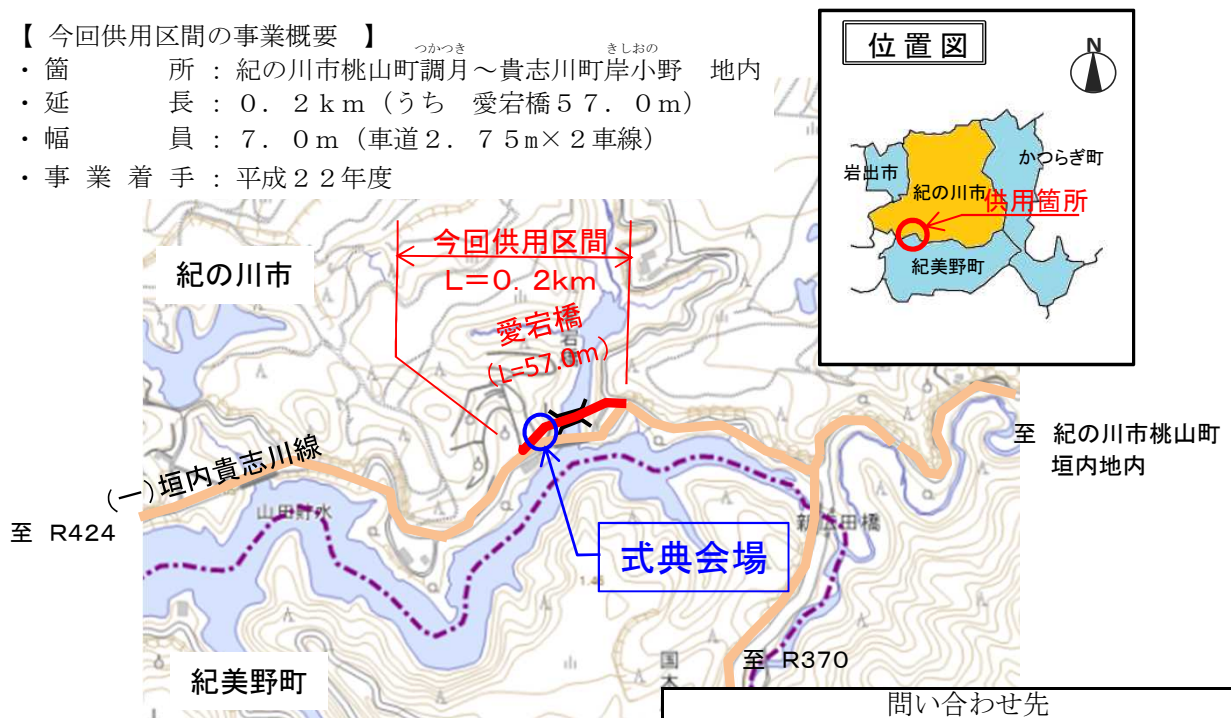 【 今回供用区間の事業概要 】
つかつき きしおの
・箇 所 : 紀の川市桃山町調月～貴志川町岸小野 地内
・延 長 : ０．２ｋｍ（うち 愛宕橋５７．０ｍ）
・幅 員 : ７．０ｍ（車道２．７５ｍ×２車線）
・事 業 着 手 : 平成２２年度
位置図
N
岩出市
かつらぎ町
紀の川市
供用箇所
紀美野町
紀の川市
今回供用区間
L＝0．2km
愛宕橋
(L=57.0m)
(一)垣内貴志川線
至 紀の川市桃山町
垣内地内
至 R424
山田貯水
式典会場
至 R370
国
紀美野町
問い合わせ先